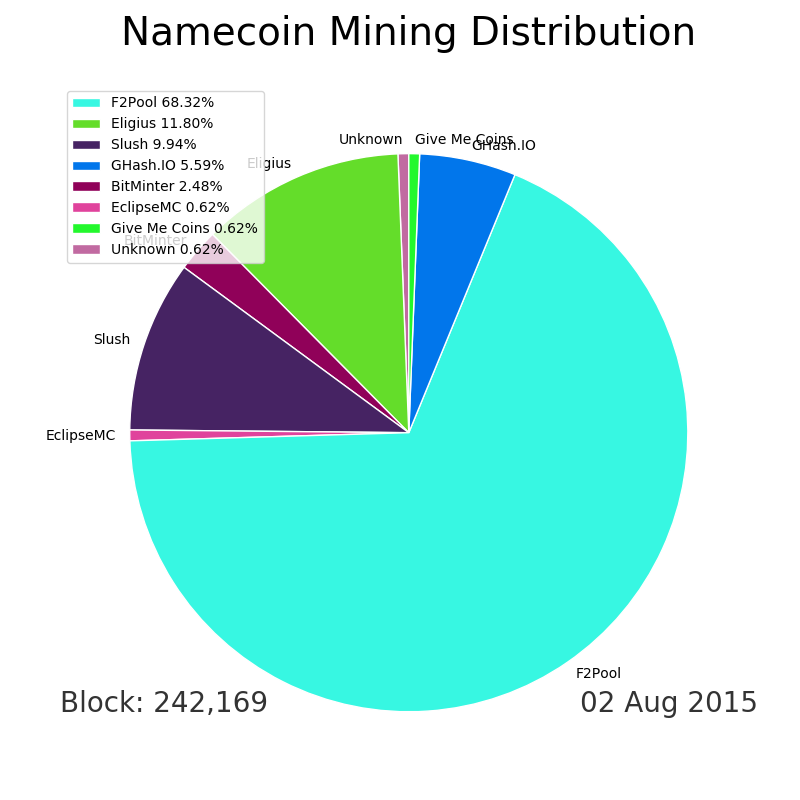 Namecoin Mining Distribution
F2Pool 68.32%
Eligius 11.80%
Slush 9.94%
GHash.IO 5.59%
BitMinter 2.48%
EclipseMC 0.62%
Give Me Coins 0.62%
Unknown 0.62%
Unknown
Give Me Coins
GHash.IO
Eligius
BitMinter
Slush
EclipseMC
F2Pool
Block: 242,169
02 Aug 2015